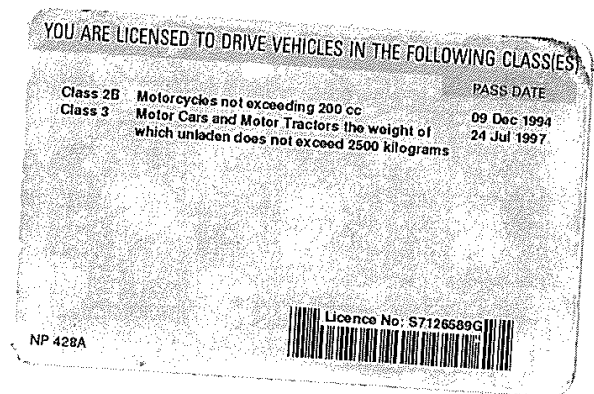 YOU ARE LICENSED TO DRIVE VEHICLES IN THE FOLLOWING CLASS(ES)
PASS DATE
Class 2B Motorcycles not exceeding 200 cc 09 Dec 1994
Class 3 Motor Cars and Motor Tractors the weight of 24 Jul 1997
which unladen does not exceed 2500 kilograms
Licence No: S7126589G
NP 428A